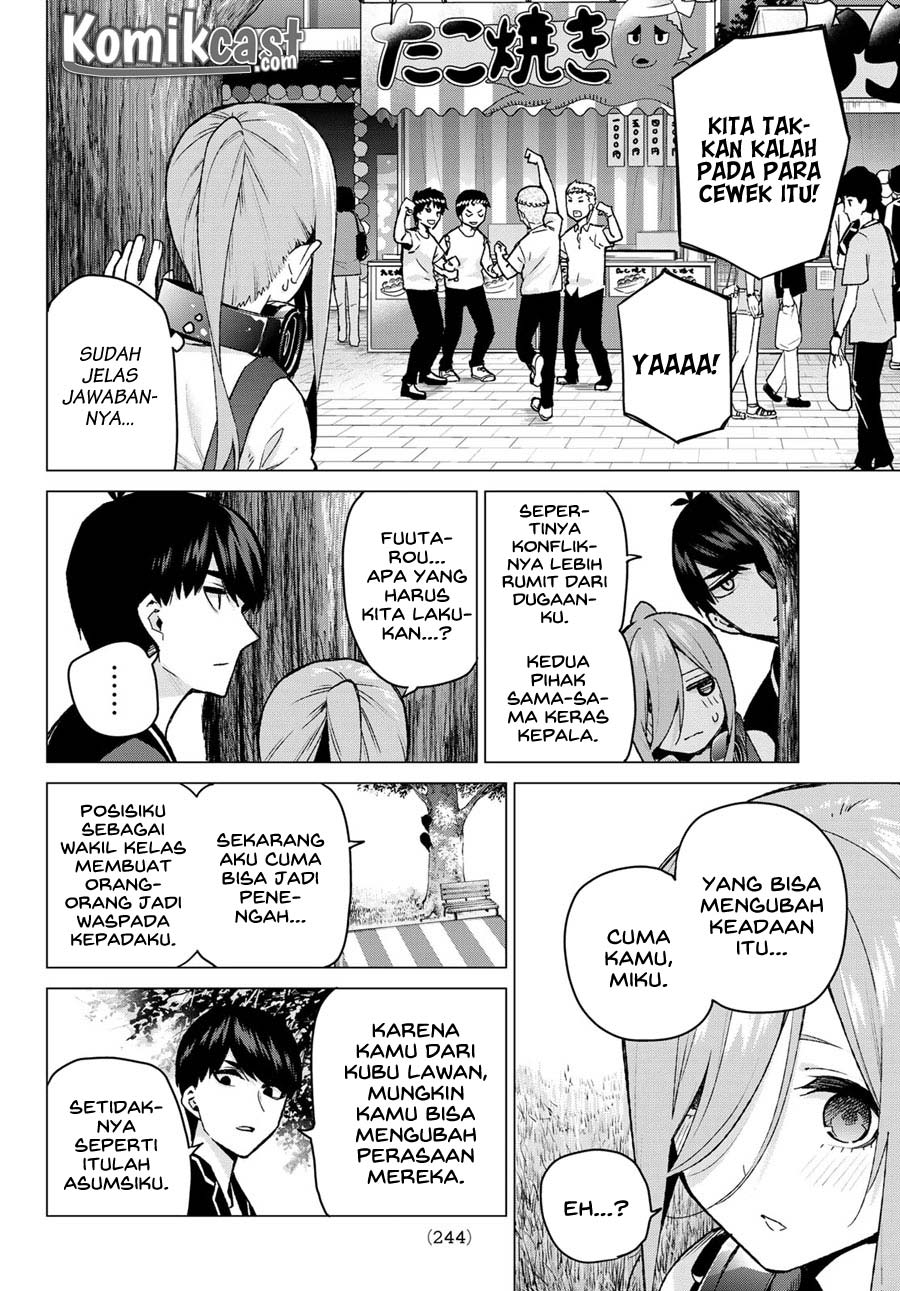 Komikcast
.com
たこ焼き
KITA TAK-
KAN KALAH
PADA PARA
CEWEK ITU!
YAAAA!
SUDAH
JELAS
JAWABAN-
NYA...
SEPER-
TINYA
KONFLIK-
NYA LEBIH
RUMIT DARI
DUGAAN-
KU.
KEDUA
PIHAK
SAMA-SA-
MA KERAS
KEPALA.
FUUTA-
ROU...
APA YANG
HARUS
KITA LAKU-
KAN...?
......
YANG BISA
MENGUBAH
KEADAAN
ITU...
CUMA
KAMU,
MIKU.
EH...?
SEKARANG
AKU CUMA
BISA JADI
PENE-
NGAH...
POSISIKU
SEBAGAI
WAKIL KELAS
MEMBUAT
ORANG-
ORANG JADI
WASPADA
KEPADAKU.
KARENA
KAMU DARI
KUBU LAWAN,
MUNGKIN
KAMU BISA
MENGUBAH
PERASAAN
MEREKA.
SETIDAK-
NYA
SEPERTI
ITULAH
ASUMSIKU.
(244)